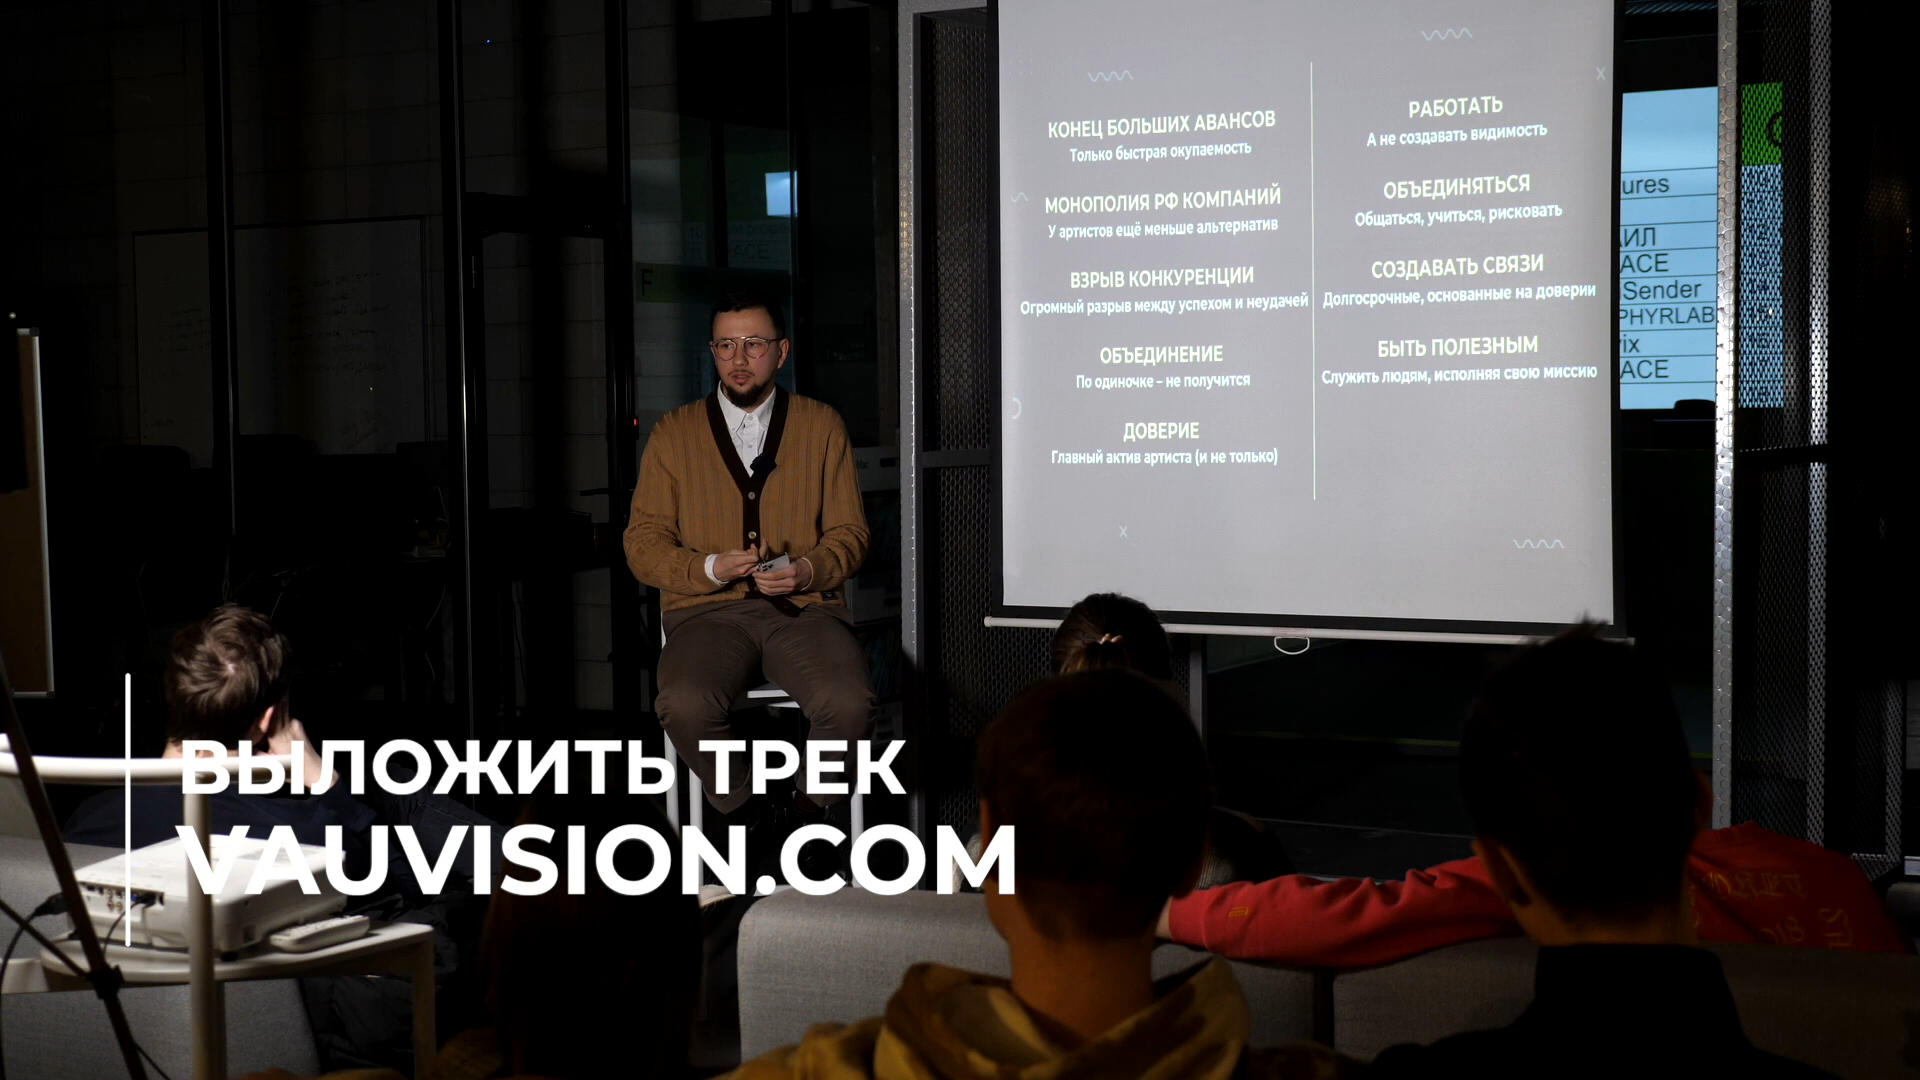 КОНЕЦ БОЛЬШИХ АВАНСОВ
Только быстрая окупаемость
МОНОПОЛИЯ РФ КОМПАНИЙ
У артистов ещё меньше альтернатив
ВЗРЫВ КОНКУРЕНЦИИ
Огромный разрыв между успехом и неудачей
ОБЪЕДИНЕНИЕ
По одиночке – не получится
ДОВЕРИЕ
Главный актив артиста (и не только)
РАБОТАТЬ
А не создавать видимость
ОБЪЕДИНЯТЬСЯ
Общаться, учиться, рисковать
СОЗДАВАТЬ СВЯЗИ
Долгосрочные, основанные на доверии
БЫТЬ ПОЛЕЗНЫМ
Служить людям, исполняя свою миссию
ures
ИЛ
ACE
Sender
PHYRLAB
ix
ACE
ВЫЛОЖИТЬ ТРЕК
VAUVISION.COM